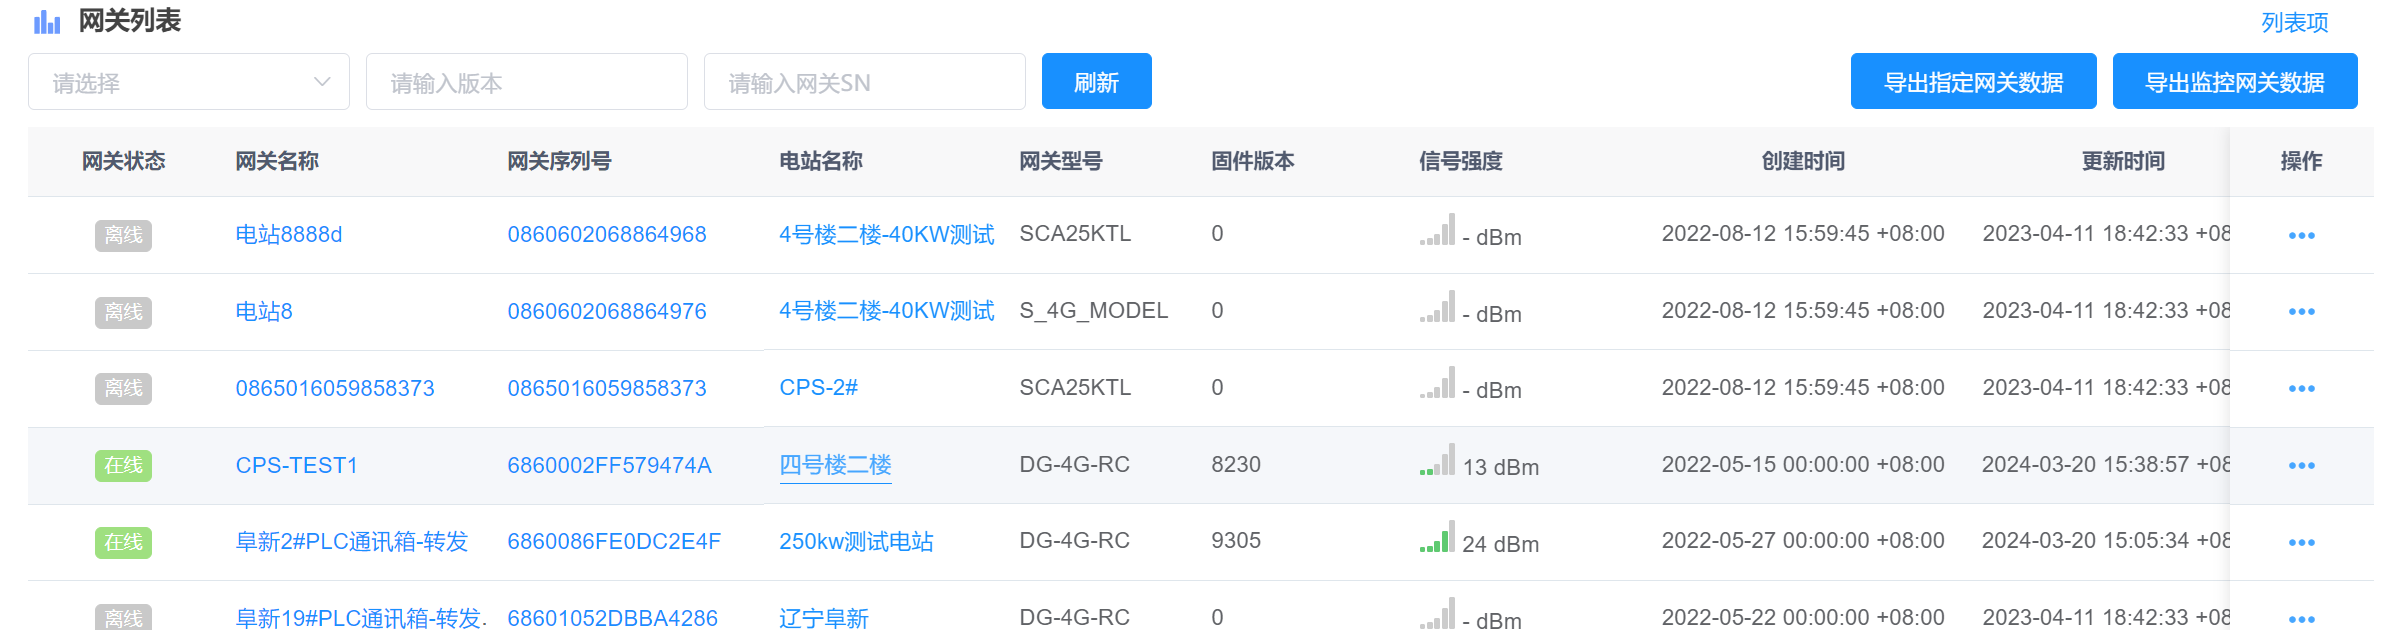 网关列表
列表项
请选择 请输入版本 请输入网关SN 刷新 导出指定网关数据 导出监控网关数据
网关状态 网关名称 网关序列号 电站名称 网关型号 固件版本 信号强度 创建时间 更新时间 操作
离线 电站8888d 0860602068864968 4号楼二楼-40KW测试 SCA25KTL 0 - dBm 2022-08-12 15:59:45 +08:00 2023-04-11 18:42:33 +08
离线 电站8 0860602068864976 4号楼二楼-40KW测试 S_4G_MODEL 0 - dBm 2022-08-12 15:59:45 +08:00 2023-04-11 18:42:33 +08
离线 0865016059858373 0865016059858373 CPS-2# SCA25KTL 0 - dBm 2022-08-12 15:59:45 +08:00 2023-04-11 18:42:33 +08
在线 CPS-TEST1 6860002FF579474A 四号楼二楼 DG-4G-RC 8230 13 dBm 2022-05-15 00:00:00 +08:00 2024-03-20 15:38:57 +08
在线 阜新2#PLC通讯箱-转发 6860086FE0DC2E4F 250kw测试电站 DG-4G-RC 9305 24 dBm 2022-05-27 00:00:00 +08:00 2024-03-20 15:05:34 +08
离线 阜新19#PLC通讯箱-转发. 68601052DBBA4286 辽宁阜新 DG-4G-RC 0 - dBm 2022-05-22 00:00:00 +08:00 2023-04-11 18:42:33 +08